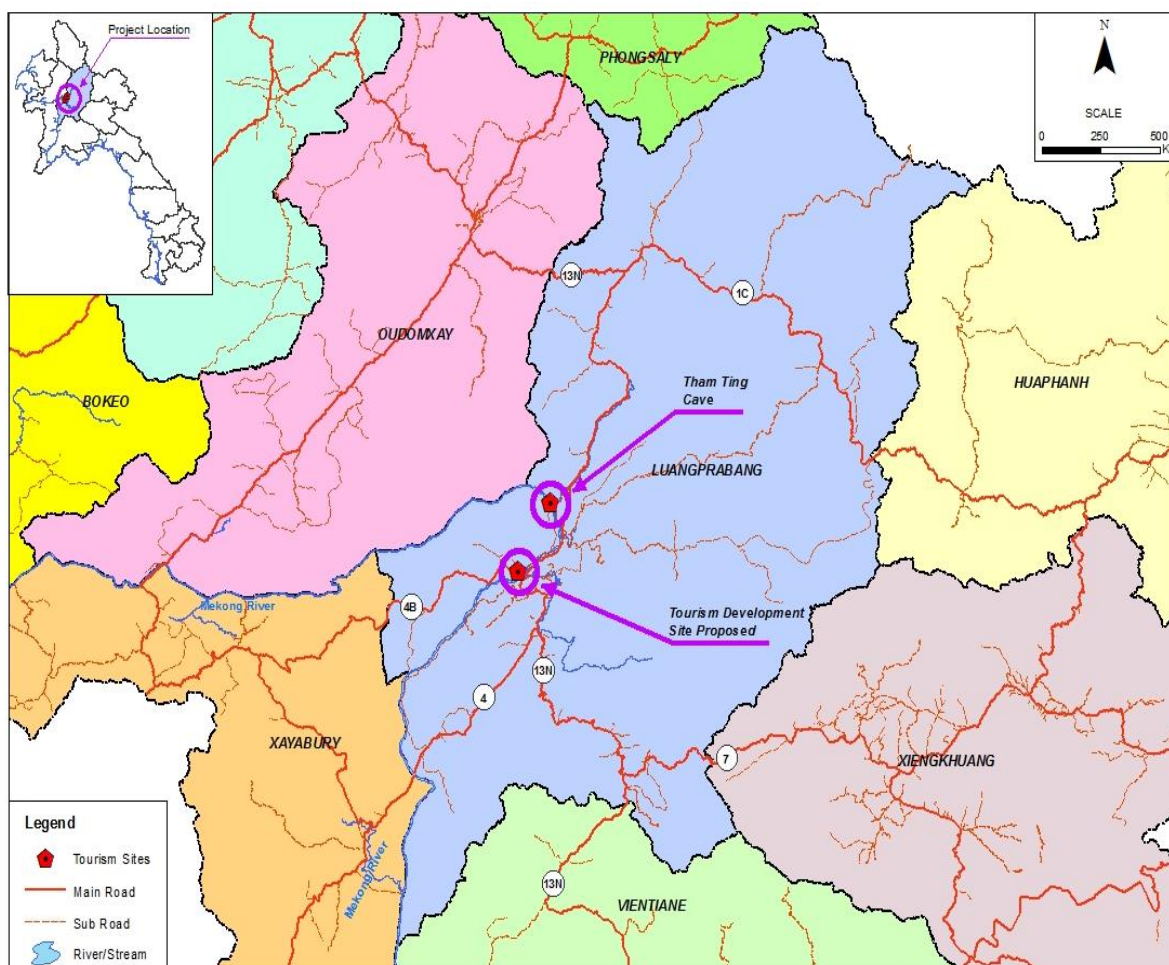 Project Location
N
SCALE
0 250 500
K
PHONGSALY
13N
1C
OUDOMXAY
HUAPHANH
BOKEO
Tham Ting
Cave
LUANGPRABANG
Mekong River
4B
Tourism Development
Site Proposed
13N
4
XAYABURY
7
XIENGKHUANG
Mekong River
13N
VIENTIANE
Legend
Tourism Sites
Main Road
Sub Road
River/Stream